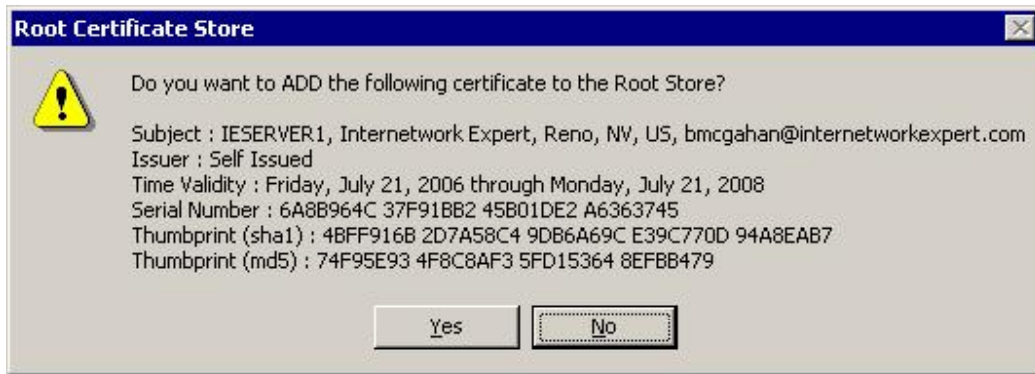 Root Certificate Store
Do you want to ADD the following certificate to the Root Store?
Subject : IESERVER1, Internetwork Expert, Reno, NV, US, bmcgahan@internetworkexpert.com
Issuer : Self Issued
Time Validity : Friday, July 21, 2006 through Monday, July 21, 2008
Serial Number : 6A8B964C 37F91BB2 45B01DE2 A6363745
Thumbprint (sha1) : 4BFF916B 2D7A58C4 9DB6A69C E39C770D 94A8EAB7
Thumbprint (md5) : 74F95E93 4F8C8AF3 5FD15364 8EFBB479
Yes No